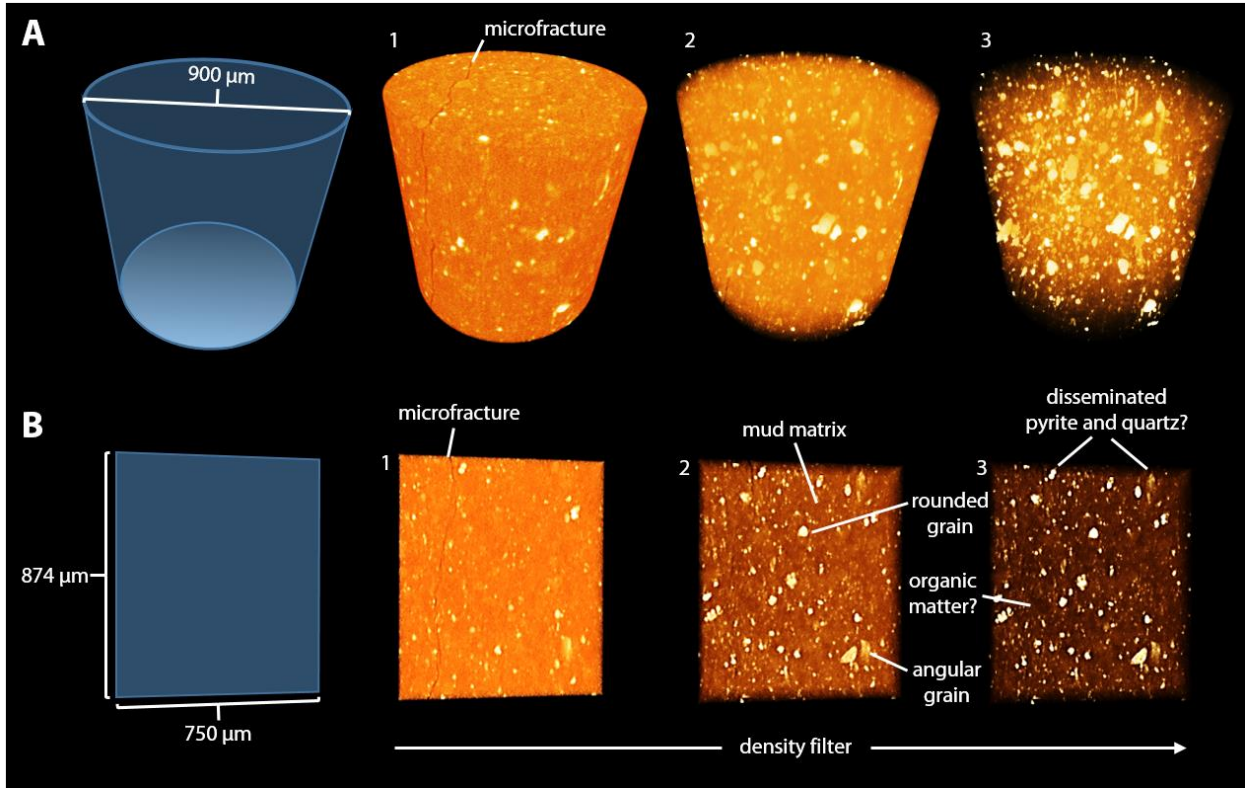 A
900 µm
1
microfracture
2
3
B
874 µm
750 µm
microfracture
1
mud matrix
2
rounded
grain
angular
grain
disseminated
pyrite and quartz?
3
organic
matter?
density filter